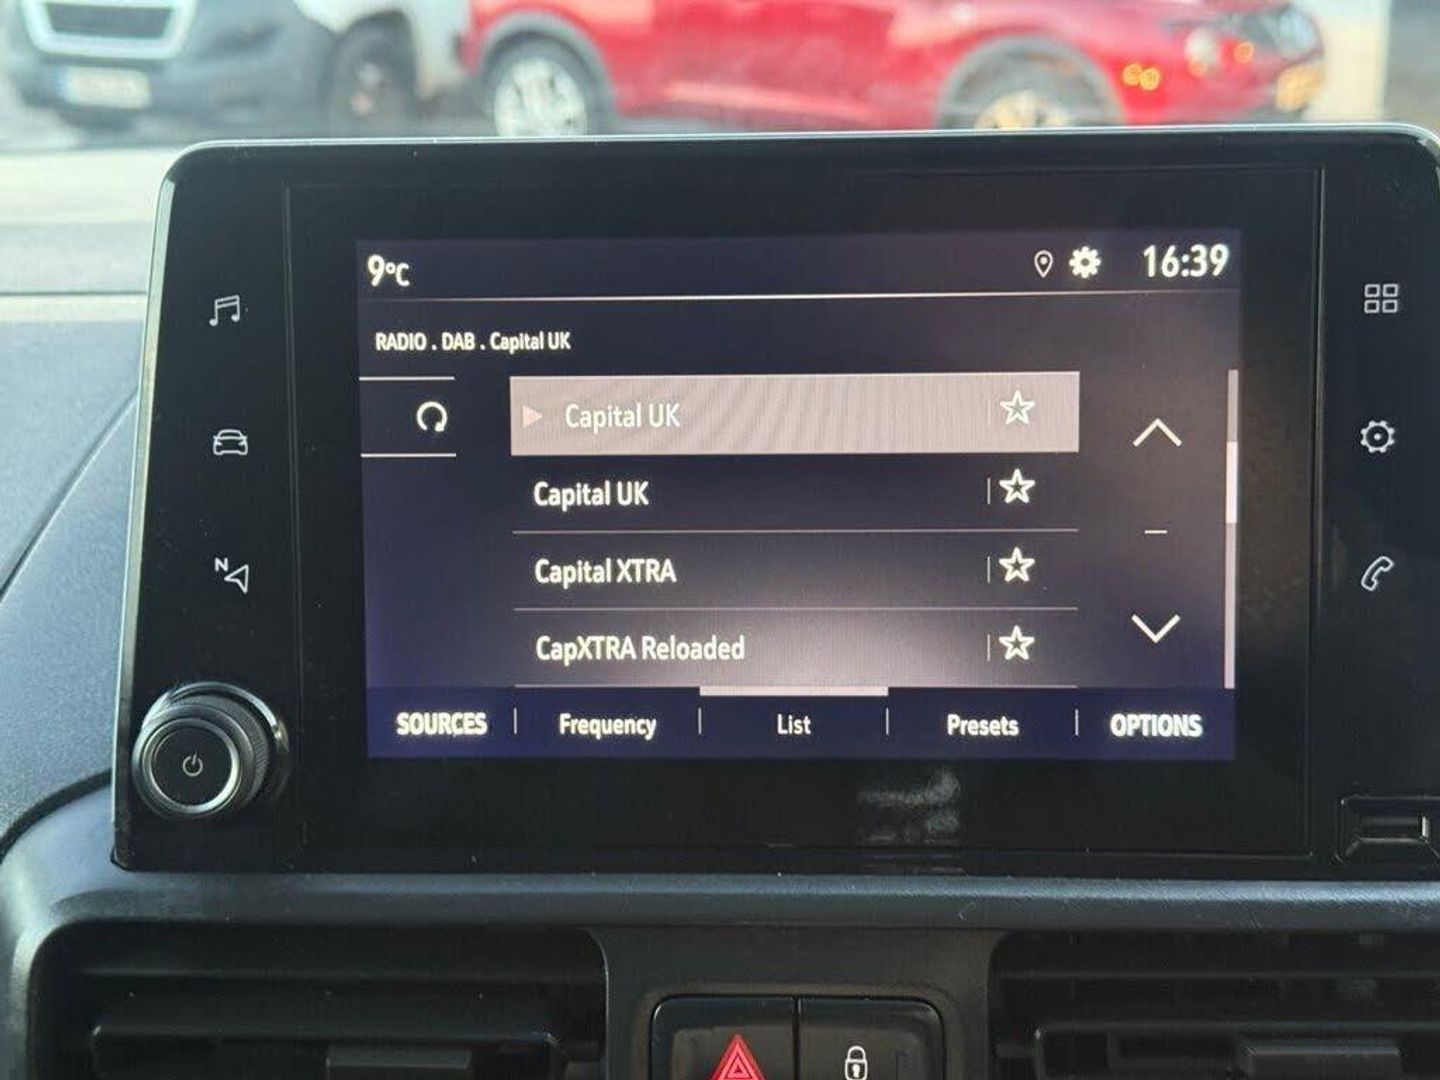 9°C
16:39
RADIO . DAB . Capital UK
Capital UK
Capital UK
Capital XTRA
CapXTRA Reloaded
SOURCES
Frequency
List
Presets
OPTIONS
N